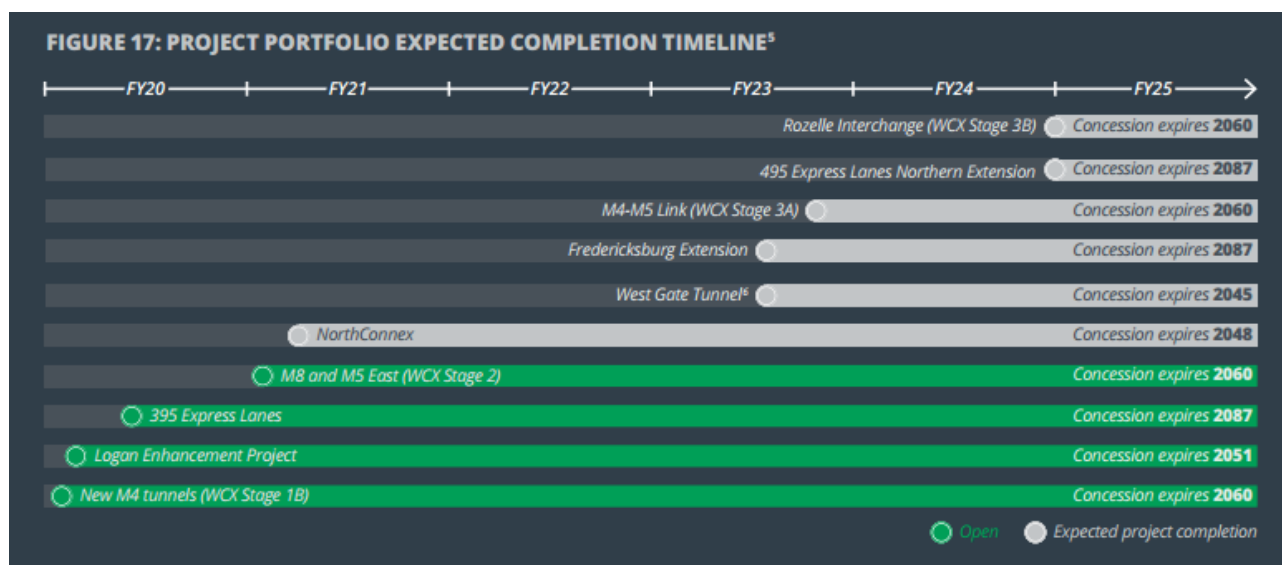 FIGURE 17: PROJECT PORTFOLIO EXPECTED COMPLETION TIMELINE⁵
FY20 FY21 FY22 FY23 FY24 FY25
Rozelle Interchange (WCX Stage 3B) Concession expires 2060
495 Express Lanes Northern Extension Concession expires 2087
M4-M5 Link (WCX Stage 3A) Concession expires 2060
Fredericksburg Extension Concession expires 2087
West Gate Tunnel⁶ Concession expires 2045
NorthConnex Concession expires 2048
M8 and M5 East (WCX Stage 2) Concession expires 2060
395 Express Lanes Concession expires 2087
Logan Enhancement Project Concession expires 2051
New M4 tunnels (WCX Stage 1B) Concession expires 2060
Open Expected project completion